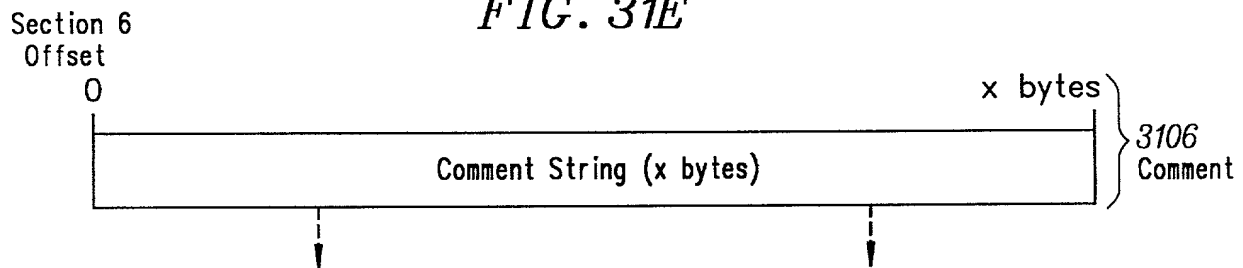 FIG. 31E
Section 6
Offset
0
x bytes
3106
Comment
Comment String (x bytes)